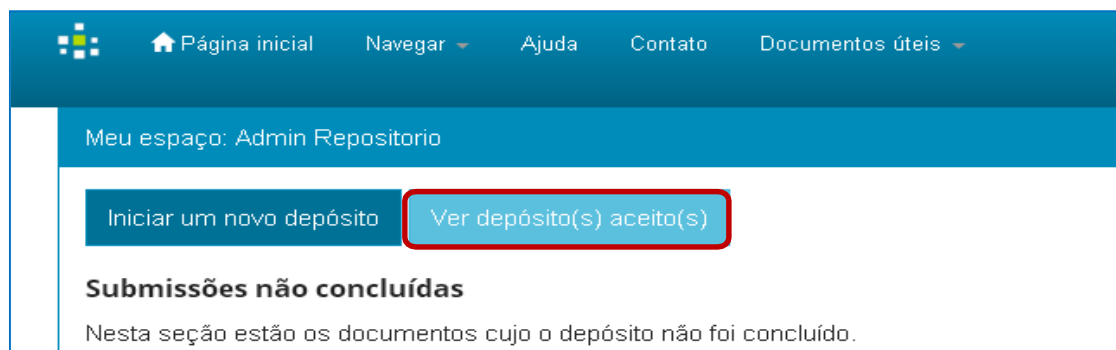 Página inicial Navegar Ajuda Contato Documentos úteis
Meu espaço: Admin Repositorio
Iniciar um novo depósito Ver depósito(s) aceito(s)
Submissões não concluídas
Nesta seção estão os documentos cujo o depósito não foi concluído.